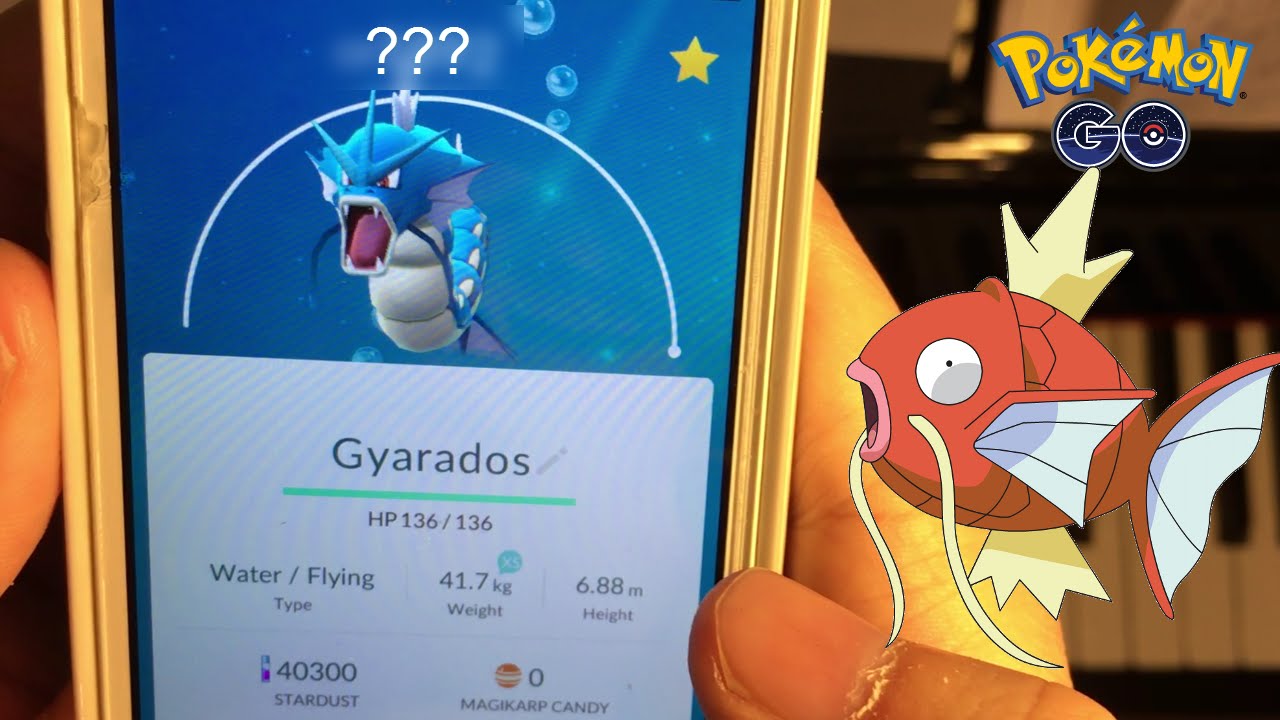 ???
POKéMON
GO
Gyarados
HP 136 / 136
XS
Water / Flying
41.7 kg
6.88 m
Type
Weight
Height
40300
0
STARDUST
MAGIKARP CANDY